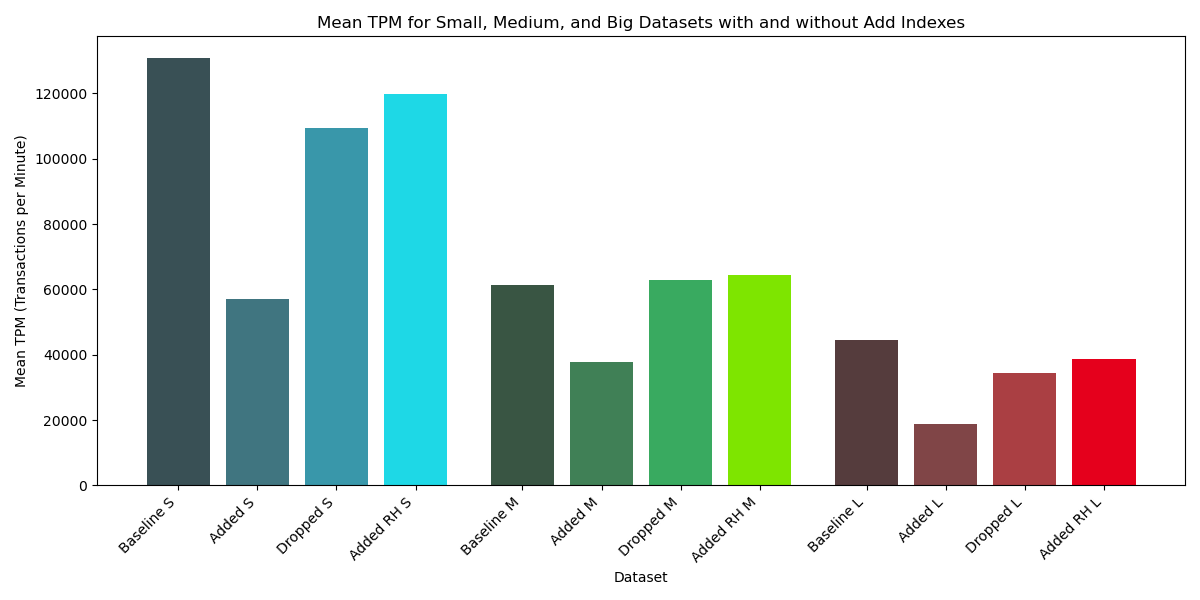 Mean TPM for Small, Medium, and Big Datasets with and without Add Indexes
Mean TPM (Transactions per Minute)
120000
100000
80000
60000
40000
20000
0
Baseline S
Added S
Dropped S
Added RH S
Baseline M
Added M
Dropped M
Added RH M
Baseline L
Added L
Dropped L
Added RH L
Dataset